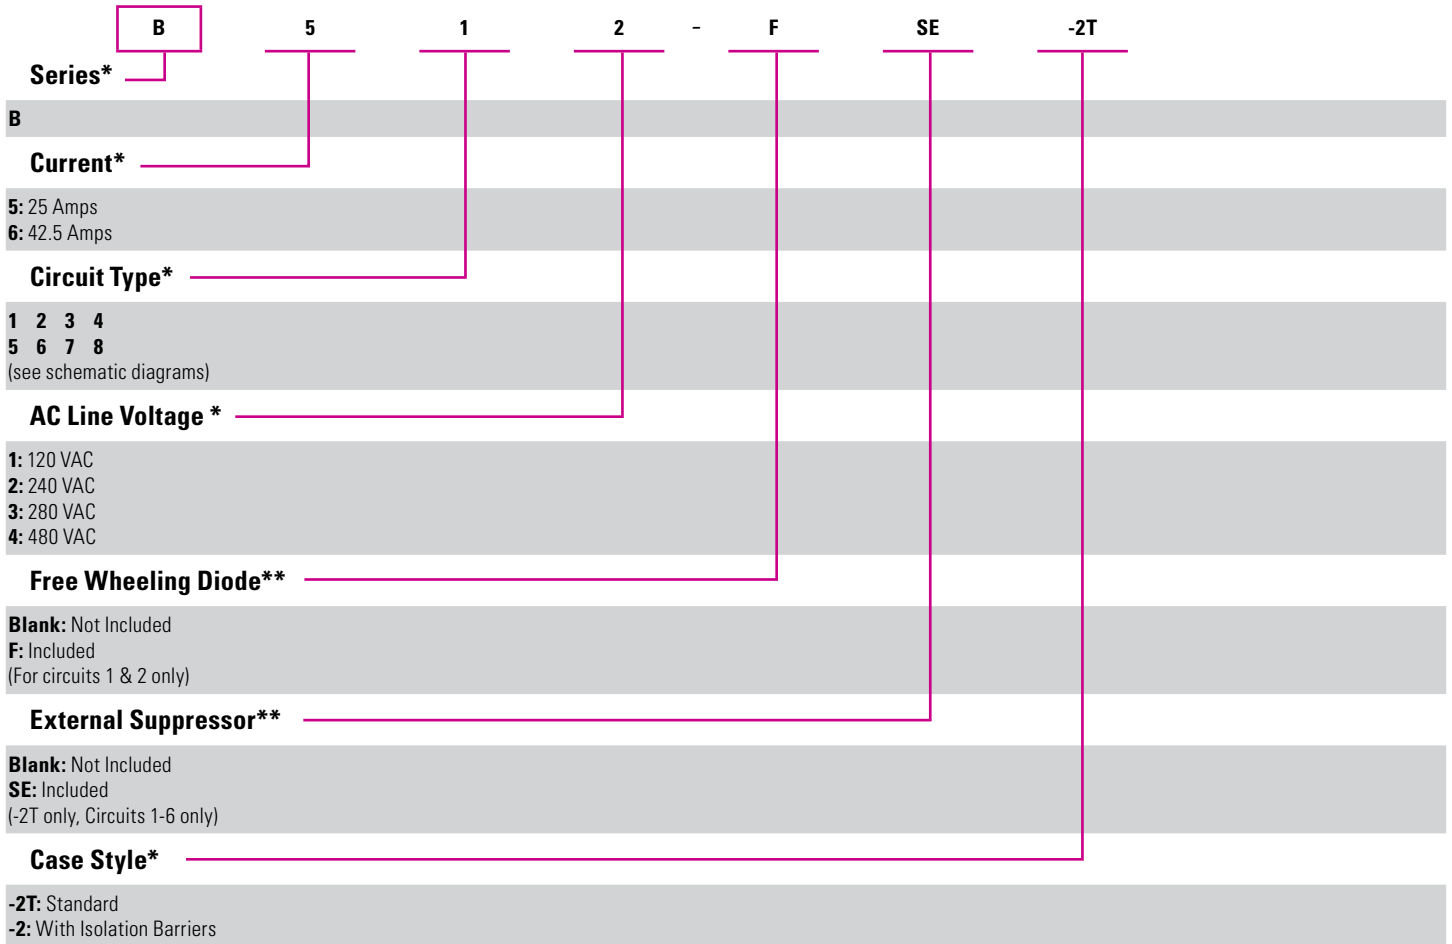 B 5 1 2 – F SE -2T
Series*
B
Current*
5: 25 Amps
6: 42.5 Amps
Circuit Type*
1 2 3 4
5 6 7 8
(see schematic diagrams)
AC Line Voltage *
1: 120 VAC
2: 240 VAC
3: 280 VAC
4: 480 VAC
Free Wheeling Diode**
Blank: Not Included
F: Included
(For circuits 1 & 2 only)
External Suppressor**
Blank: Not Included
SE: Included
(-2T only, Circuits 1-6 only)
Case Style*
-2T: Standard
-2: With Isolation Barriers